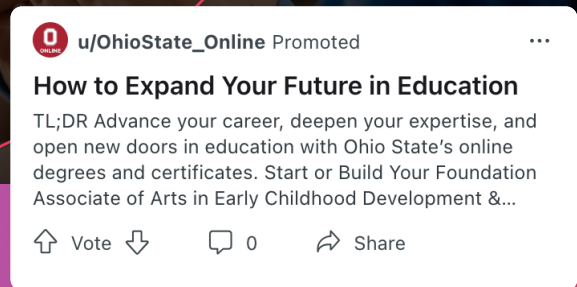 O
ONLINE
u/OhioState_Online Promoted
How to Expand Your Future in Education
TL;DR Advance your career, deepen your expertise, and
open new doors in education with Ohio State’s online
degrees and certificates. Start or Build Your Foundation
Associate of Arts in Early Childhood Development &...
Vote 0 Share